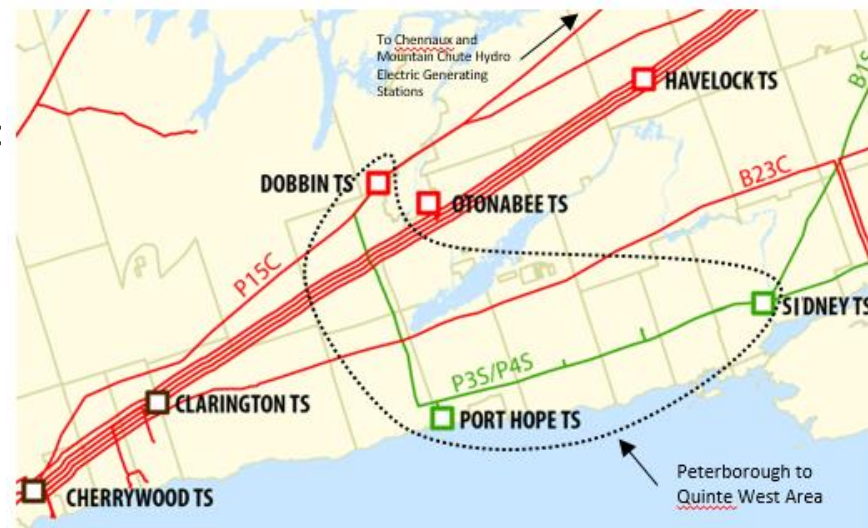 To Chennaux and
Mountain Chute Hydro
Electric Generating
Stations
HAVELOCK TS
DOBBIN TS
B23C
OTONABEE TS
P15C
SIDNEY TS
P3S/P4S
CLARINGTON TS
PORT HOPE TS
Peterborough to
Quinte West Area
CHERRYWOOD TS